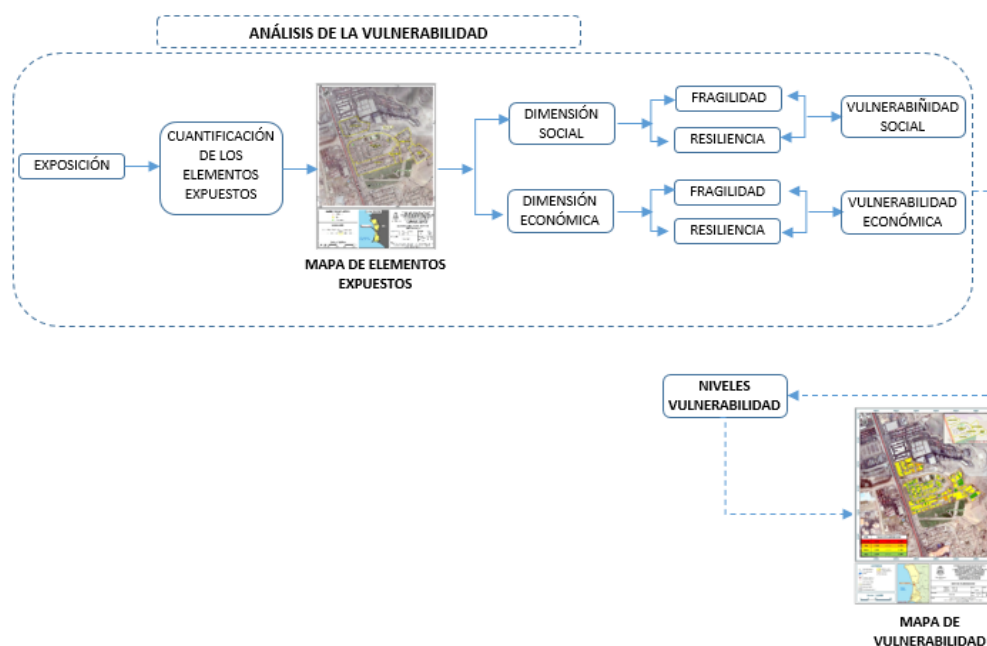 ANÁLISIS DE LA VULNERABILIDAD
EXPOSICIÓN
CUANTIFICACIÓN
DE LOS
ELEMENTOS
EXPUESTOS
MAPA DE ELEMENTOS
EXPUESTOS
DIMENSIÓN
SOCIAL
FRAGILIDAD
RESILIENCIA
VULNERABIÑIDAD
SOCIAL
DIMENSIÓN
ECONÓMICA
FRAGILIDAD
RESILIENCIA
VULNERABILIDAD
ECONÓMICA
NIVELES
VULNERABILIDAD
MAPA DE
VULNERABILIDAD